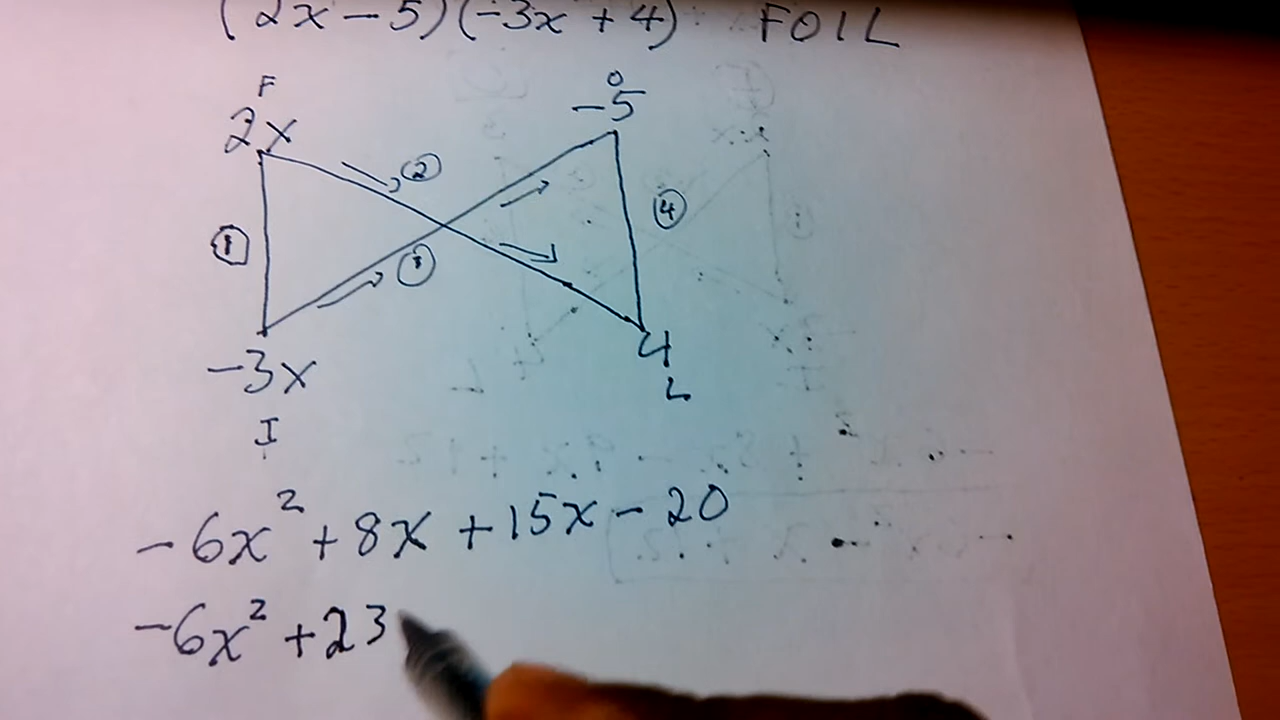 (2x-5)(-3x+4) FOIL
F O
2x -5
② 
① ④
③
-3x 4
I L
-6x² +8x +15x -20
-6x² +23